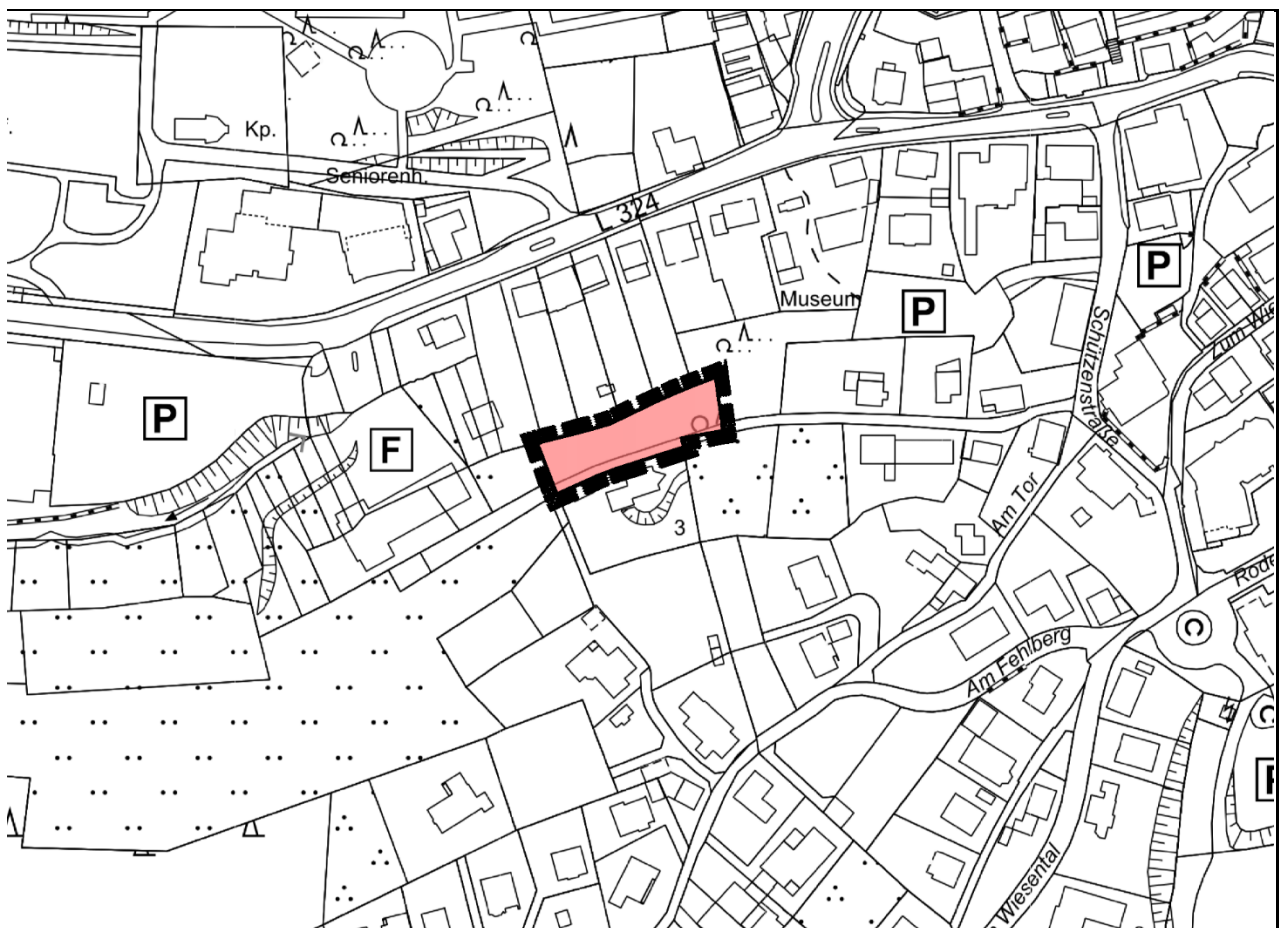 Kp.
Seniorenh.
324
Museum
P
P
Schützenstraße
P
F
3
Am Tor
Am Fehlberg
Wiesental